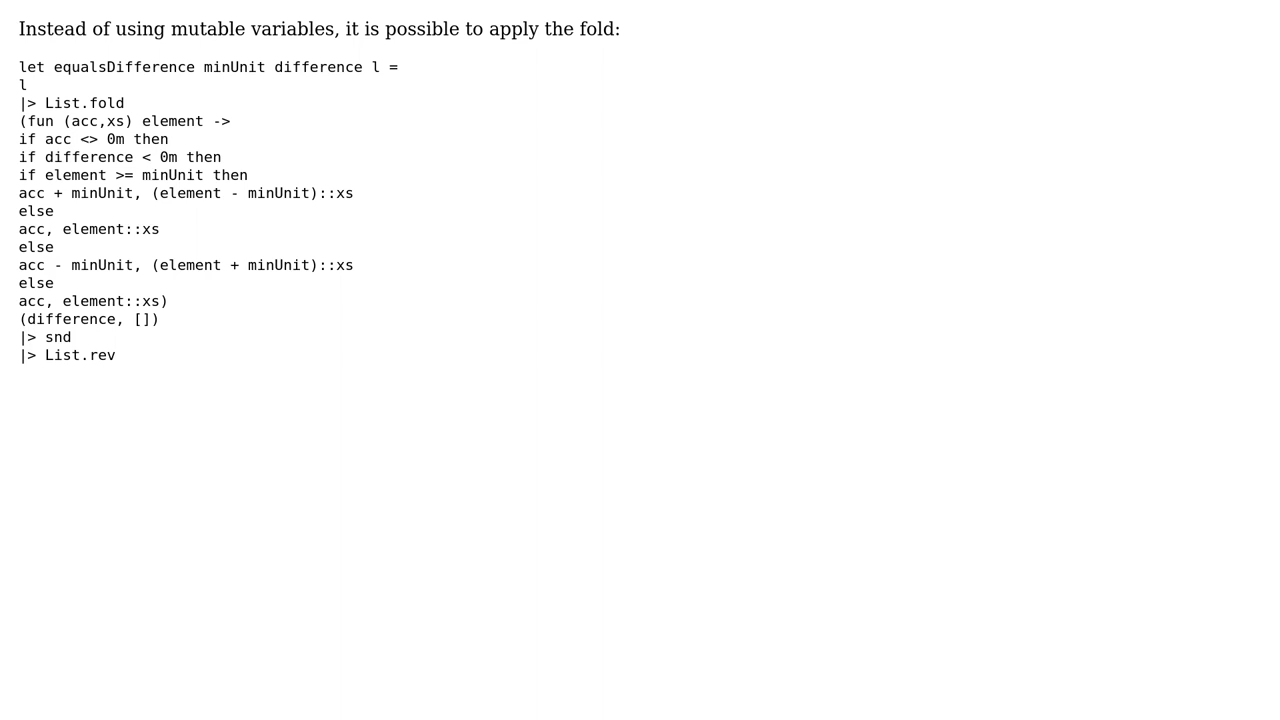 Instead of using mutable variables, it is possible to apply the fold:
let equalsDifference minUnit difference l =
l
|> List.fold
(fun (acc,xs) element ->
if acc <> 0m then
if difference < 0m then
if element >= minUnit then
acc + minUnit, (element - minUnit)::xs
else
acc, element::xs
else
acc - minUnit, (element + minUnit)::xs
else
acc, element::xs)
(difference, [])
|> snd
|> List.rev